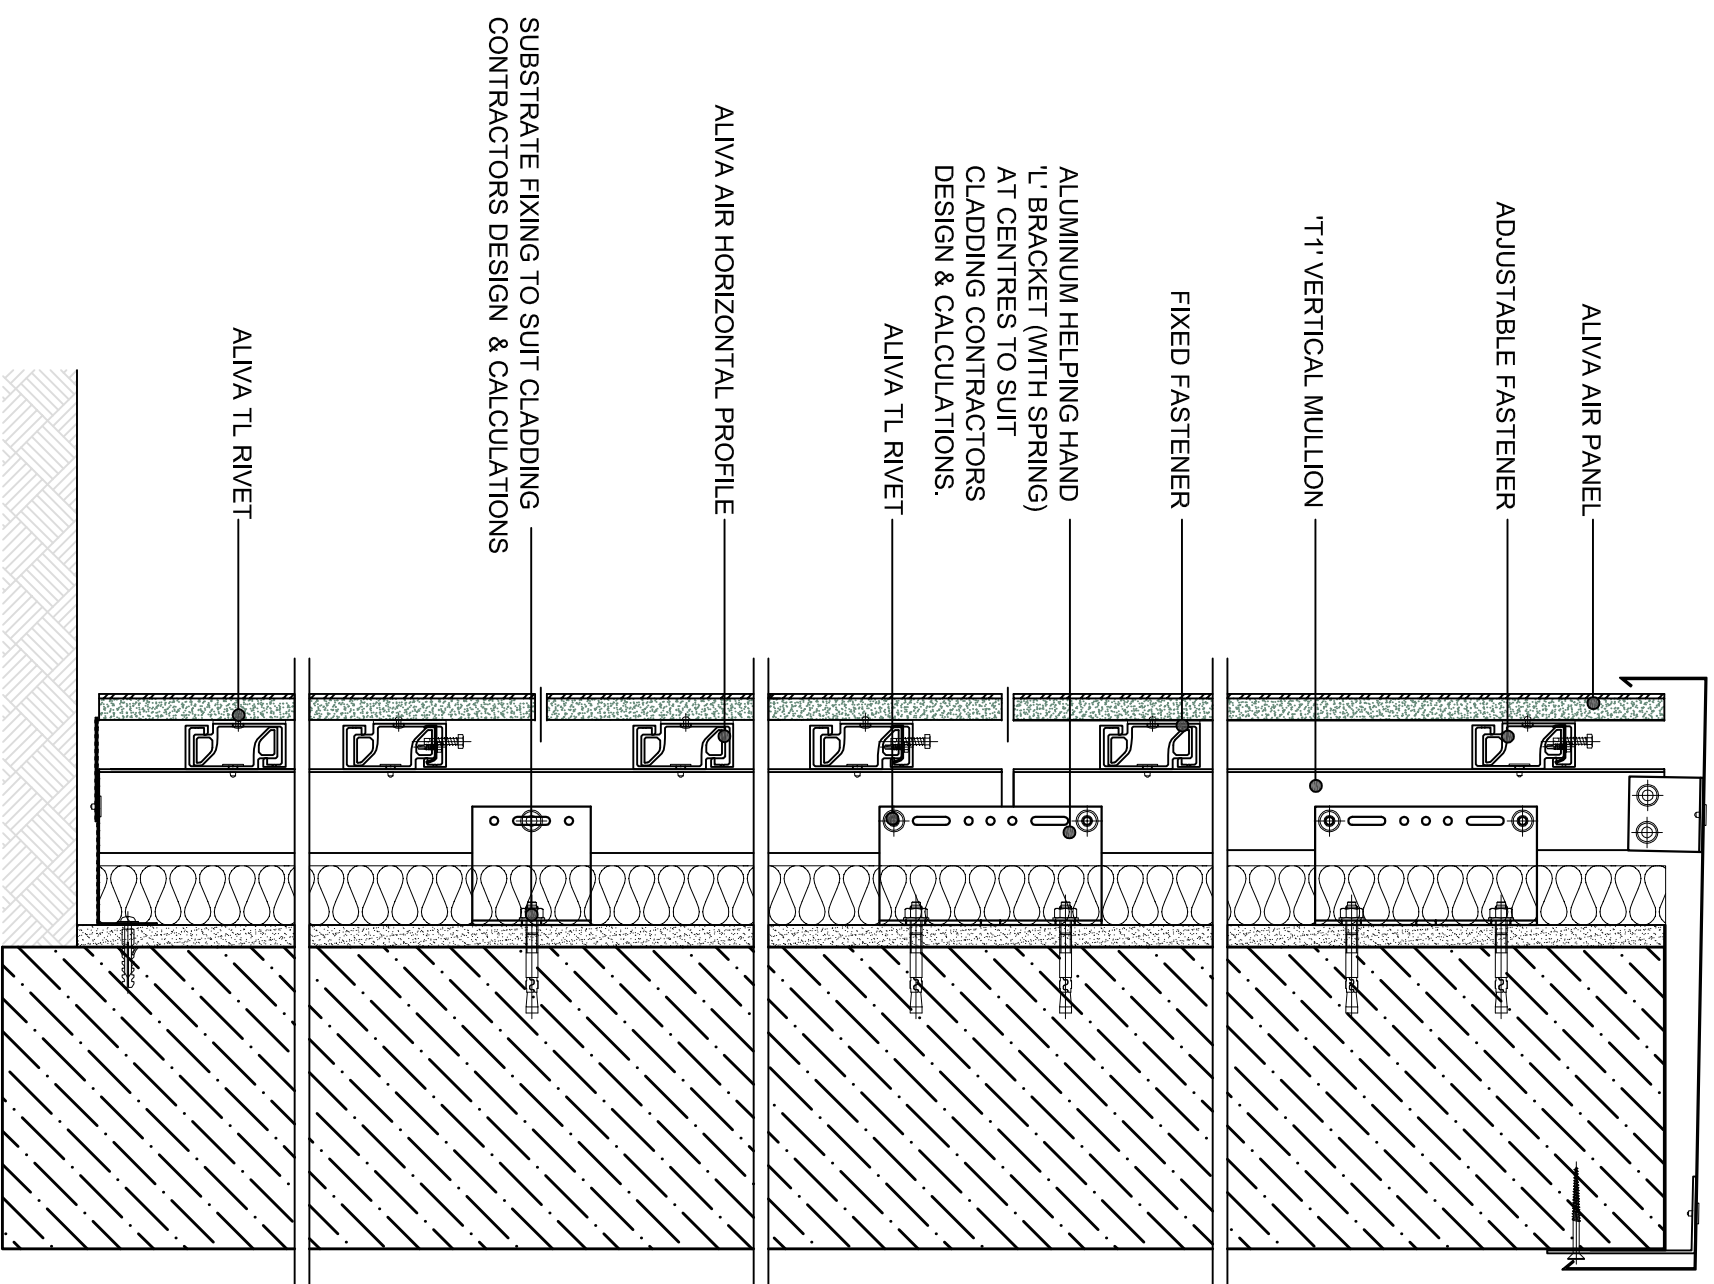 ALIVA AIR PANEL
ADJUSTABLE FASTENER
'T1' VERTICAL MULLION
FIXED FASTENER
ALUMINUM HELPING HAND
'L' BRACKET (WITH SPRING)
AT CENTRES TO SUIT
CLADDING CONTRACTORS
DESIGN & CALCULATIONS.
ALIVA TL RIVET
ALIVA AIR HORIZONTAL PROFILE
SUBSTRATE FIXING TO SUIT CLADDING
CONTRACTORS DESIGN & CALCULATIONS
ALIVA TL RIVET